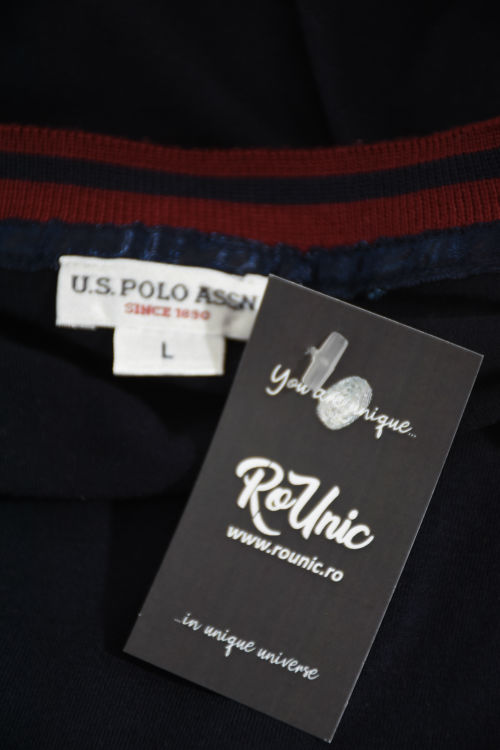 U.S. POLO ASSN
SINCE 1890
L
You are unique...
RoUnic
www.rounic.ro
...in unique universe